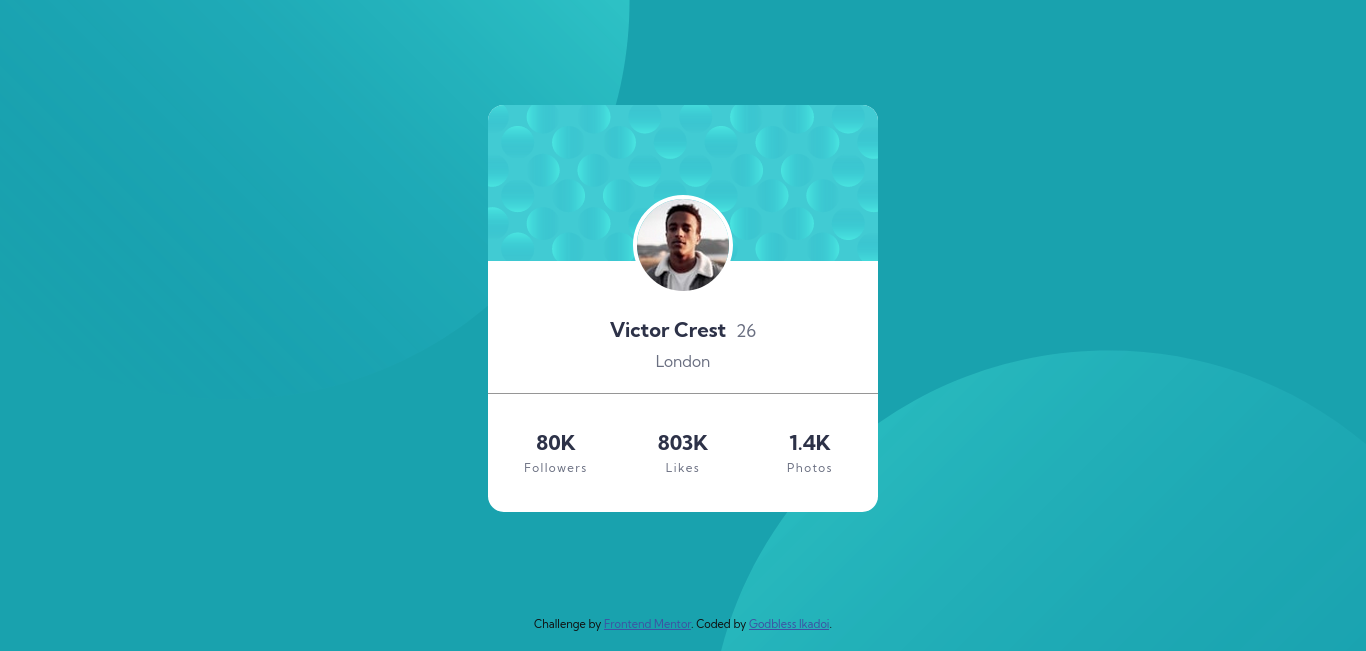 Victor Crest 26
London
80K 803K 1.4K
Followers Likes Photos
Challenge by Frontend Mentor. Coded by Godbless Ikadoi.